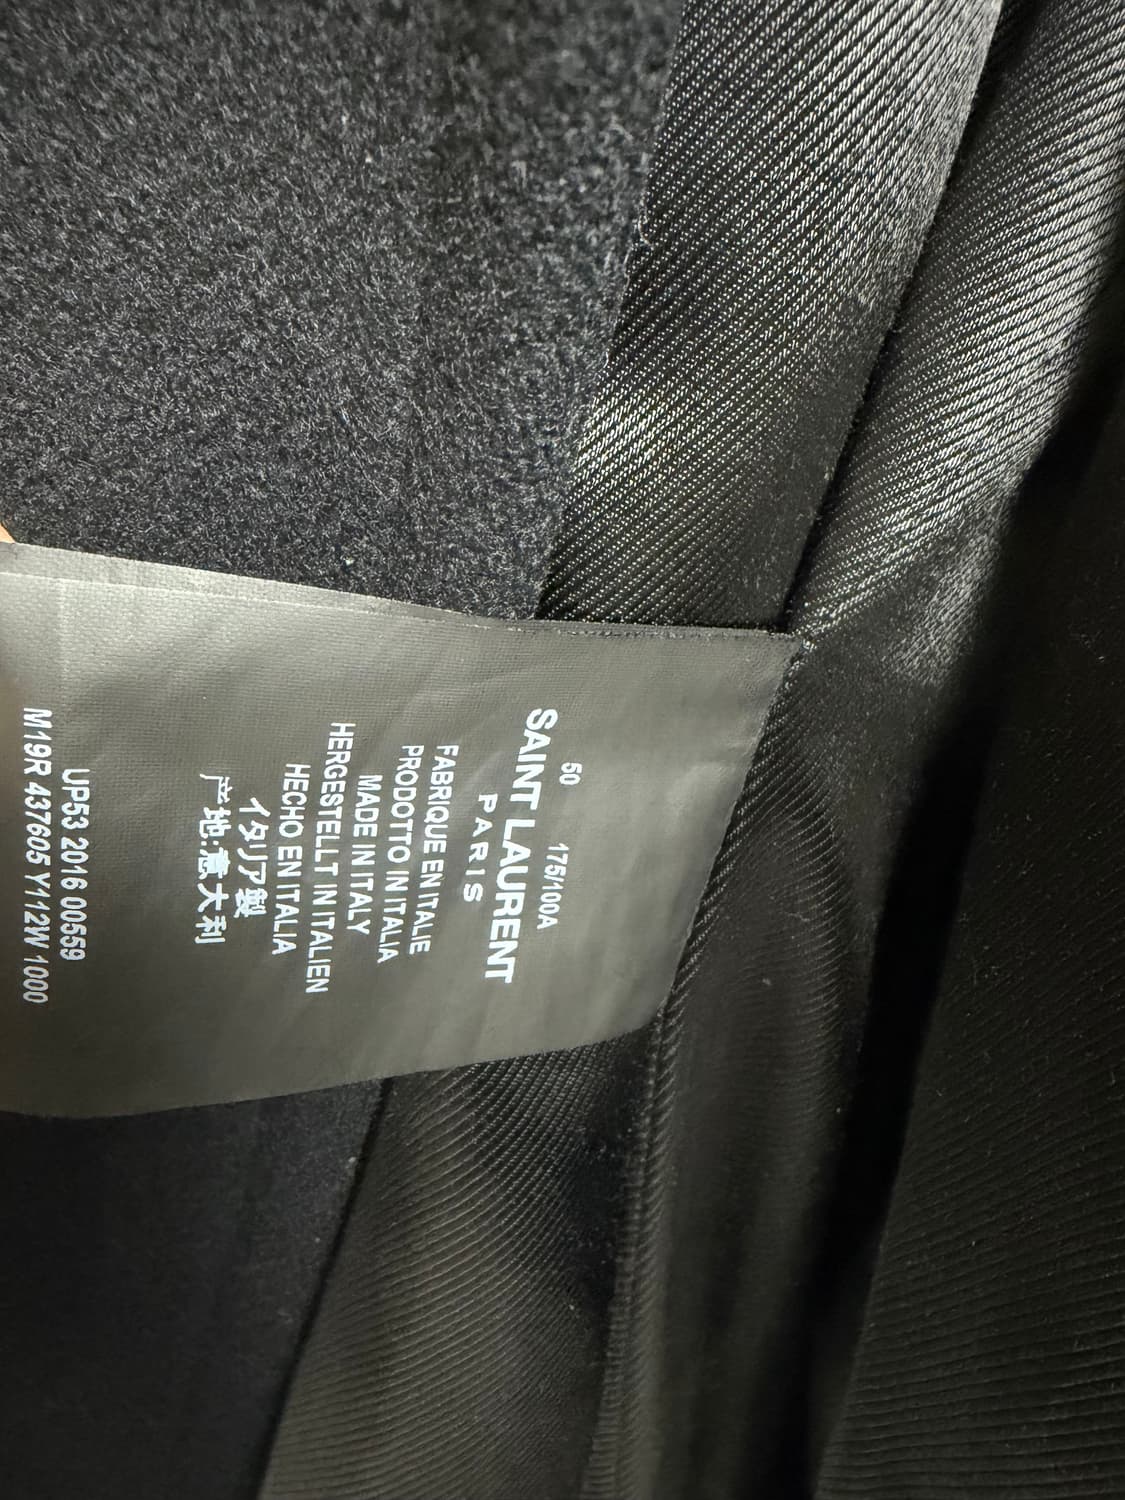 50 175/100A
SAINT LAURENT
PARIS
FABRIQUE EN ITALIE
PRODOTTO IN ITALIA
MADE IN ITALY
HERGESTELLT IN ITALIEN
HECHO EN ITALIA
イタリア製
产地:意大利
UP53 2016 00559
M19R 437605 Y112W 1000